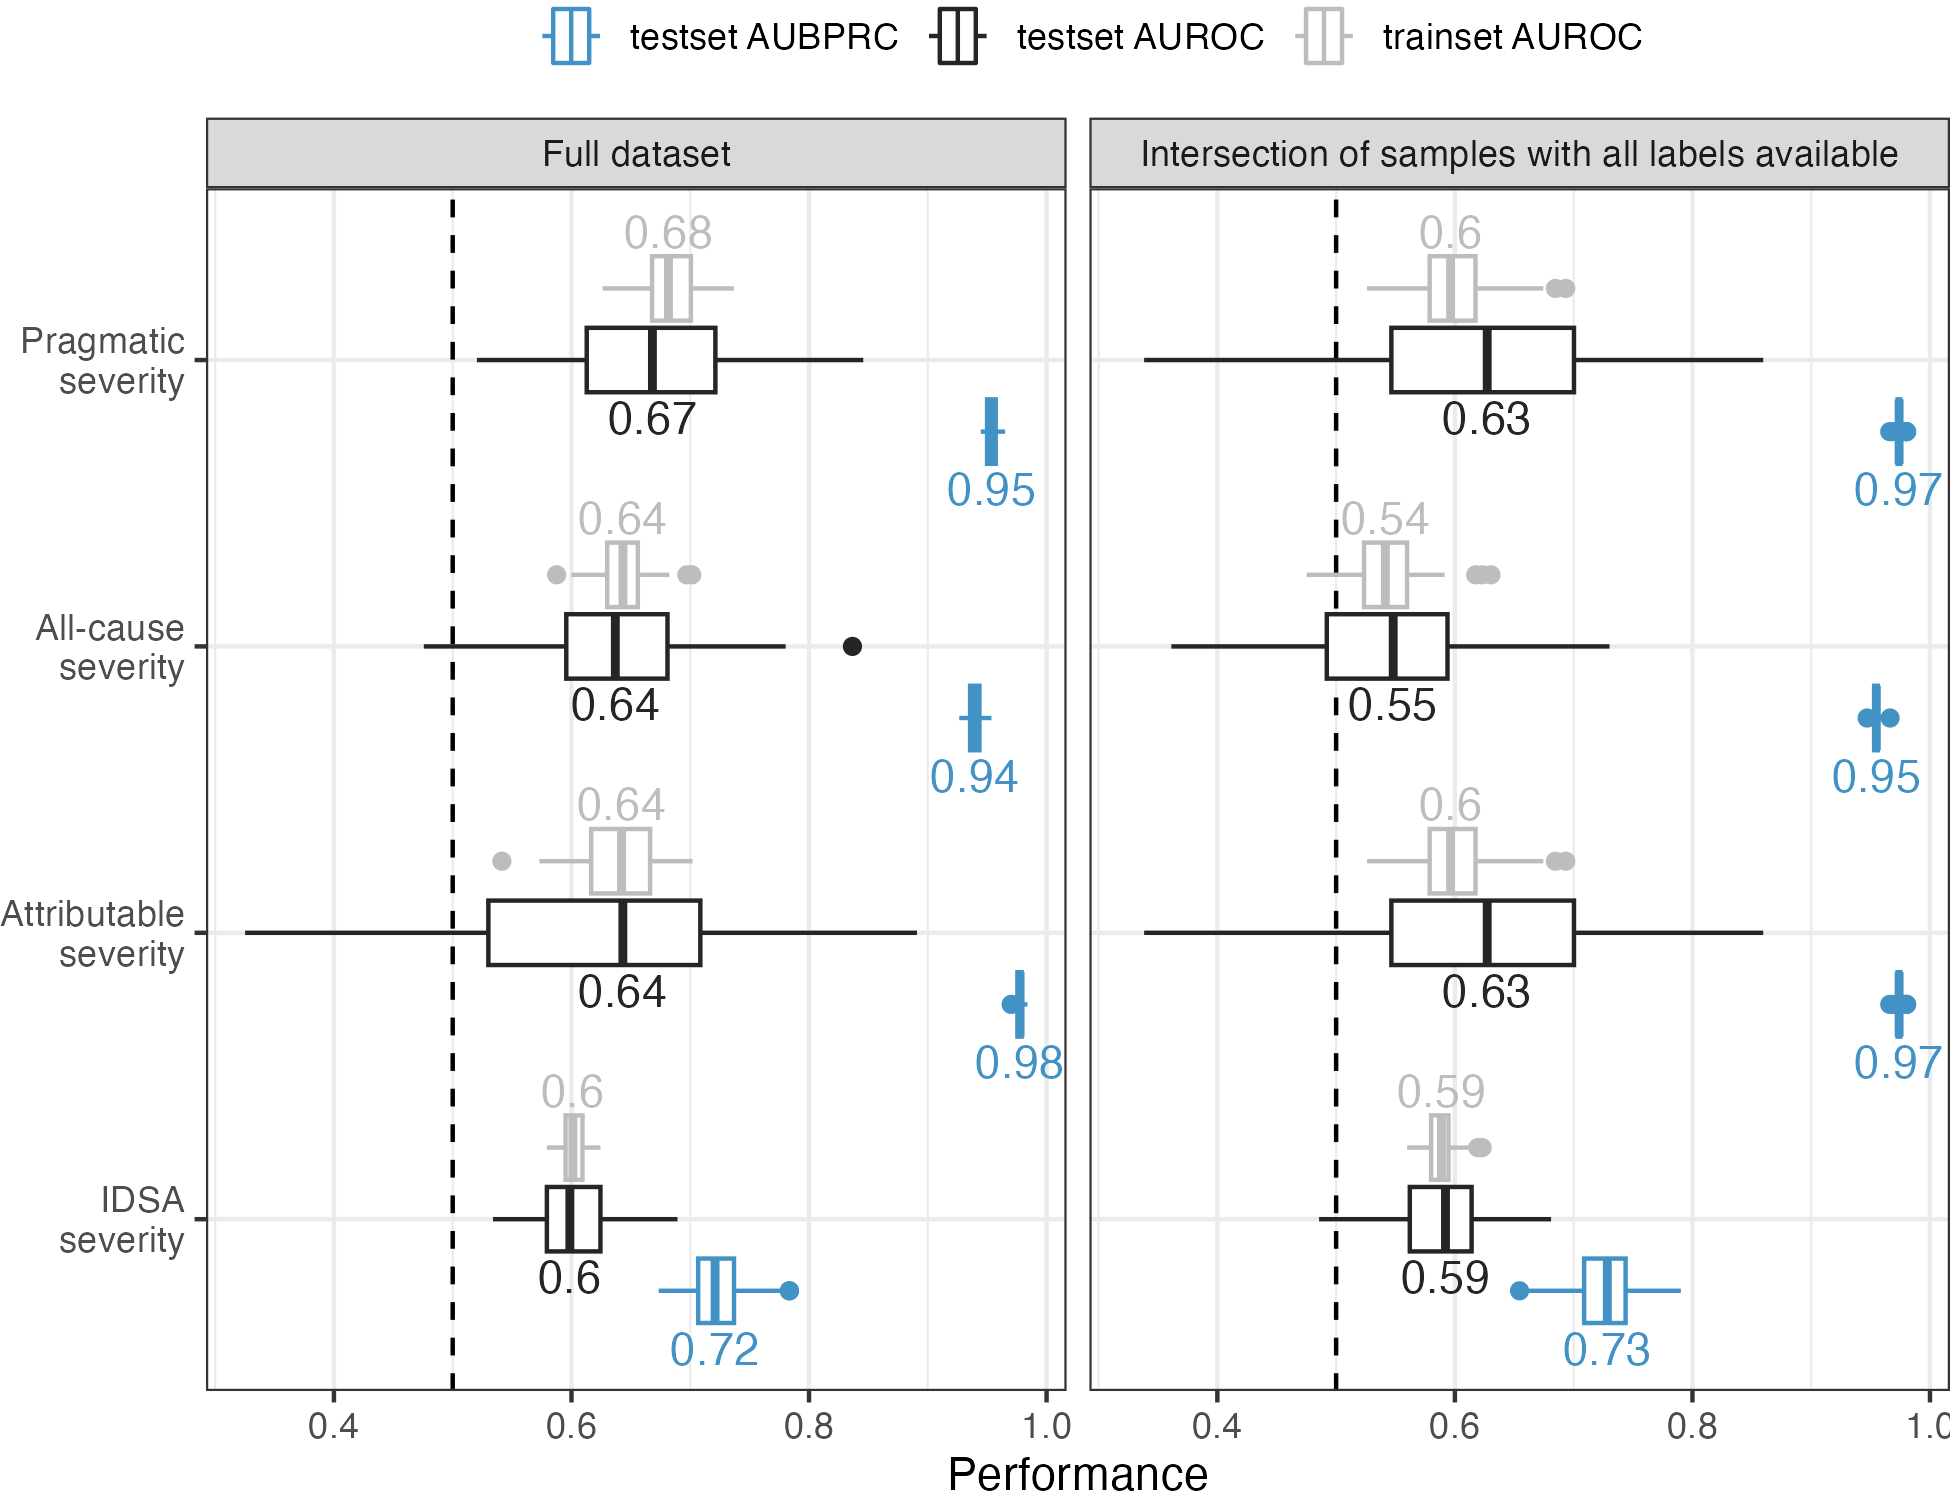 testset AUBPRC testset AUROC trainset AUROC
Full dataset
Intersection of samples with all labels available
Pragmatic
severity
All-cause
severity
Attributable
severity
IDSA
severity
0.68
0.67
0.95
0.64
0.64
0.94
0.64
0.64
0.98
0.6
0.6
0.72
0.6
0.63
0.97
0.54
0.55
0.95
0.6
0.63
0.97
0.59
0.59
0.73
0.4 0.6 0.8 1.0
0.4 0.6 0.8 1.0
Performance